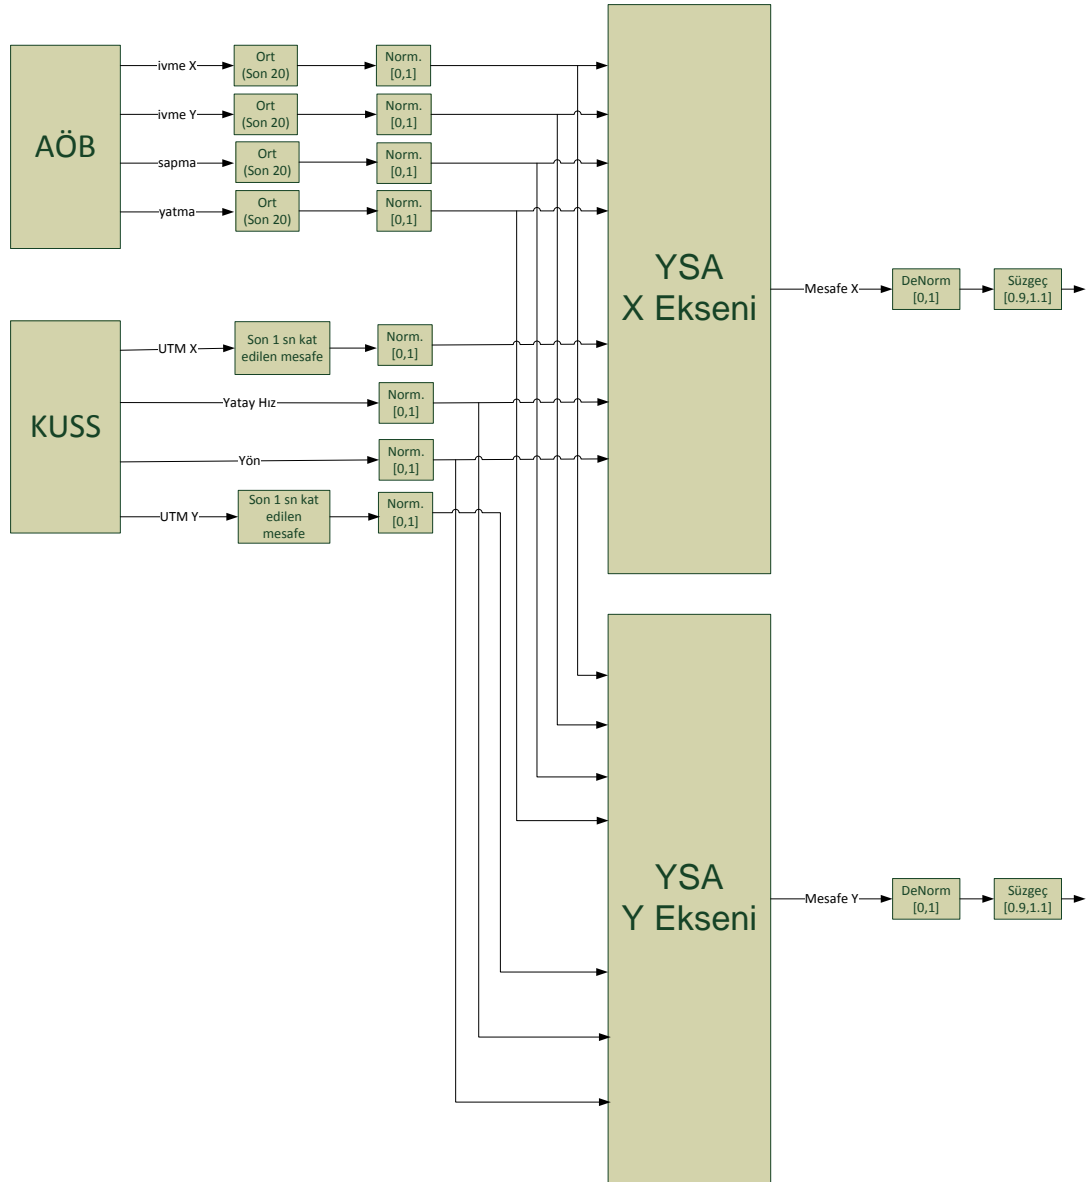 AÖB
ivme X
Ort
(Son 20)
Norm.
[0,1]
ivme Y
Ort
(Son 20)
Norm.
[0,1]
sapma
Ort
(Son 20)
Norm.
[0,1]
yatma
Ort
(Son 20)
Norm.
[0,1]
KUSS
UTM X
Son 1 sn kat
edilen mesafe
Norm.
[0,1]
Yatay Hız
Norm.
[0,1]
Yön
Norm.
[0,1]
UTM Y
Son 1 sn kat
edilen
mesafe
Norm.
[0,1]
YSA
X Ekseni
Mesafe X
DeNorm
[0,1]
Süzgeç
[0.9,1.1]
YSA
Y Ekseni
Mesafe Y
DeNorm
[0,1]
Süzgeç
[0.9,1.1]